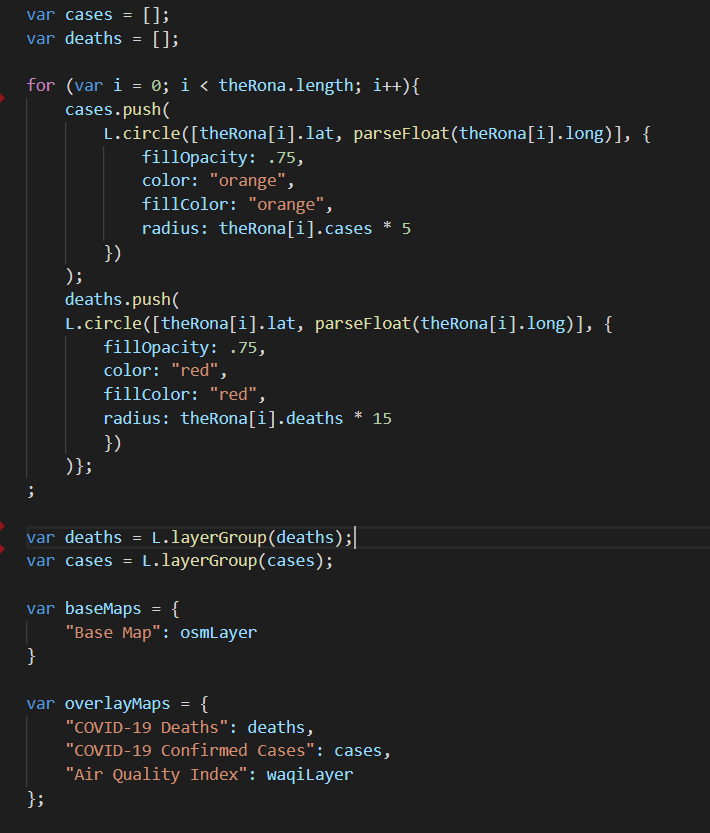 var cases = [];
var deaths = [];
for (var i = 0; i < theRona.length; i++){
cases.push(
L.circle([theRona[i].lat, parseFloat(theRona[i].long)], {
fillOpacity: .75,
color: "orange",
fillColor: "orange",
radius: theRona[i].cases * 5
})
);
deaths.push(
L.circle([theRona[i].lat, parseFloat(theRona[i].long)], {
fillOpacity: .75,
color: "red",
fillColor: "red",
radius: theRona[i].deaths * 15
})
)};
;
var deaths = L.layerGroup(deaths);
var cases = L.layerGroup(cases);
var baseMaps = {
"Base Map": osmLayer
}
var overlayMaps = {
"COVID-19 Deaths": deaths,
"COVID-19 Confirmed Cases": cases,
"Air Quality Index": waqiLayer
};